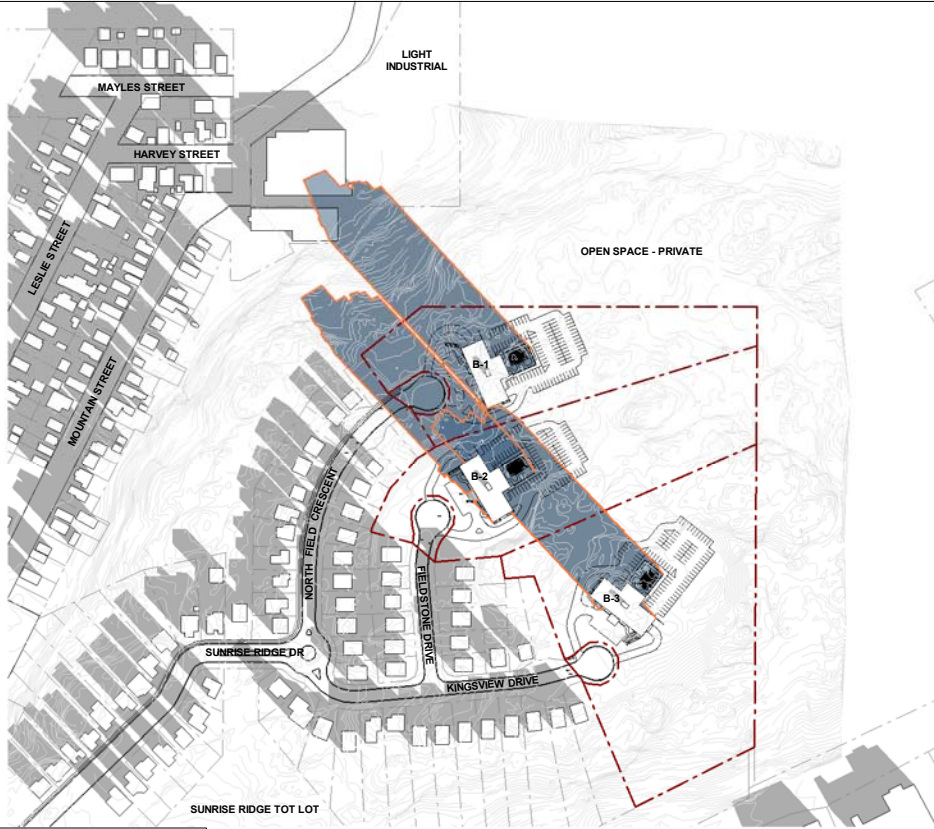 LIGHT
INDUSTRIAL
MAYLES STREET
HARVEY STREET
LESLIE STREET
OPEN SPACE - PRIVATE
B-1
MOUNTAIN STREET
B-2
NORTH FIELD CRESCENT
FIELDSTONE DRIVE
B-3
SUNRISE RIDGE DR
KINGSVIEW DRIVE
SUNRISE RIDGE TOT LOT